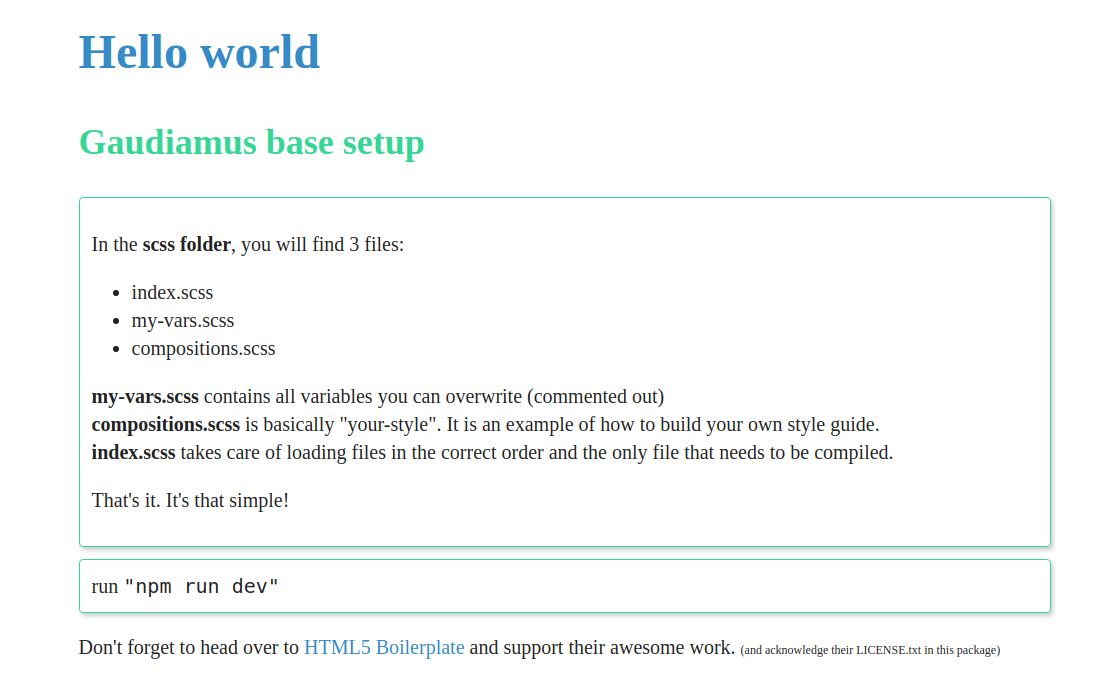 Hello world
Gaudiamus base setup
In the scss folder, you will find 3 files:
index.scss
my-vars.scss
compositions.scss
my-vars.scss contains all variables you can overwrite (commented out)
compositions.scss is basically "your-style". It is an example of how to build your own style guide.
index.scss takes care of loading files in the correct order and the only file that needs to be compiled.
That's it. It's that simple!
run "npm run dev"
Don't forget to head over to HTML5 Boilerplate and support their awesome work. (and acknowledge their LICENSE.txt in this package)